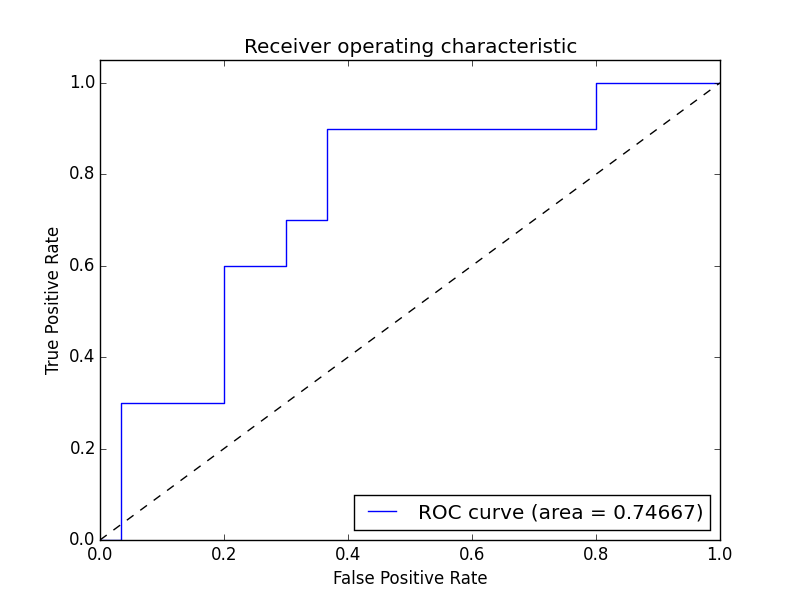 Receiver operating characteristic
1.0
0.8
0.6
0.4
0.2
0.0
True Positive Rate
ROC curve (area = 0.74667)
0.0 0.2 0.4 0.6 0.8 1.0
False Positive Rate